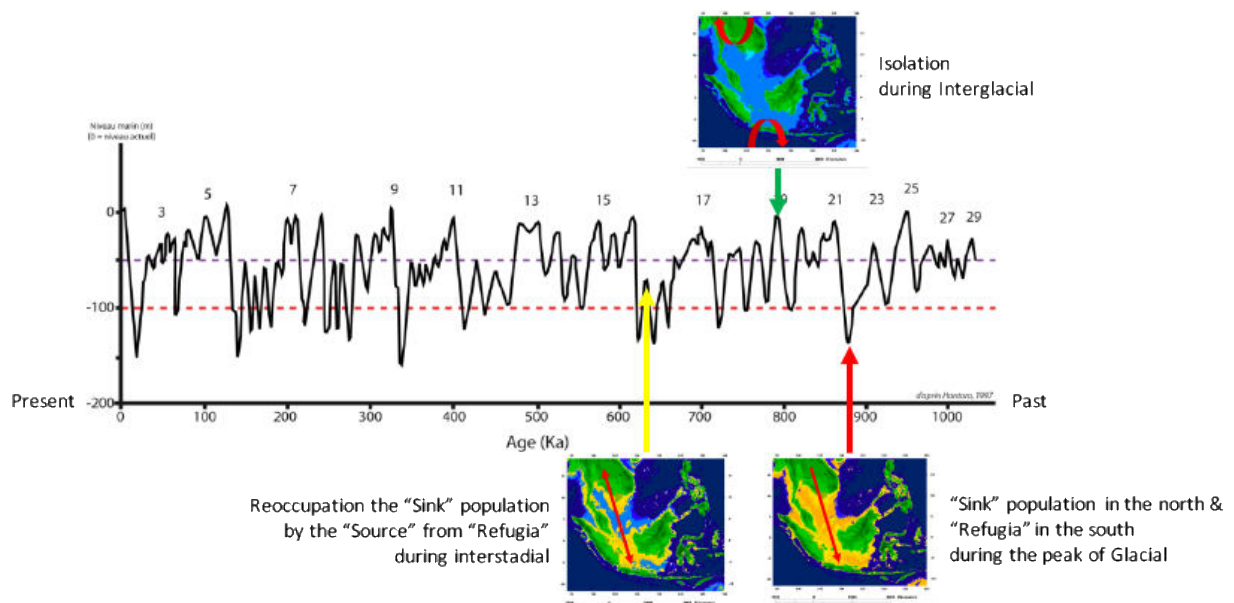 Isolation
during Interglacial
Niveau marin (m)
(0 = niveau actuel)
3
5
7
9
11
13
15
17
21
23
25
27
29
0
-100
-200
Present
Past
d'après Hantoro, 1997
0
100
200
300
400
500
600
700
800
900
1000
Age (Ka)
Reoccupation the “Sink” population
by the “Source” from “Refugia”
during interstadial
“Sink” population in the north &
“Refugia” in the south
during the peak of Glacial